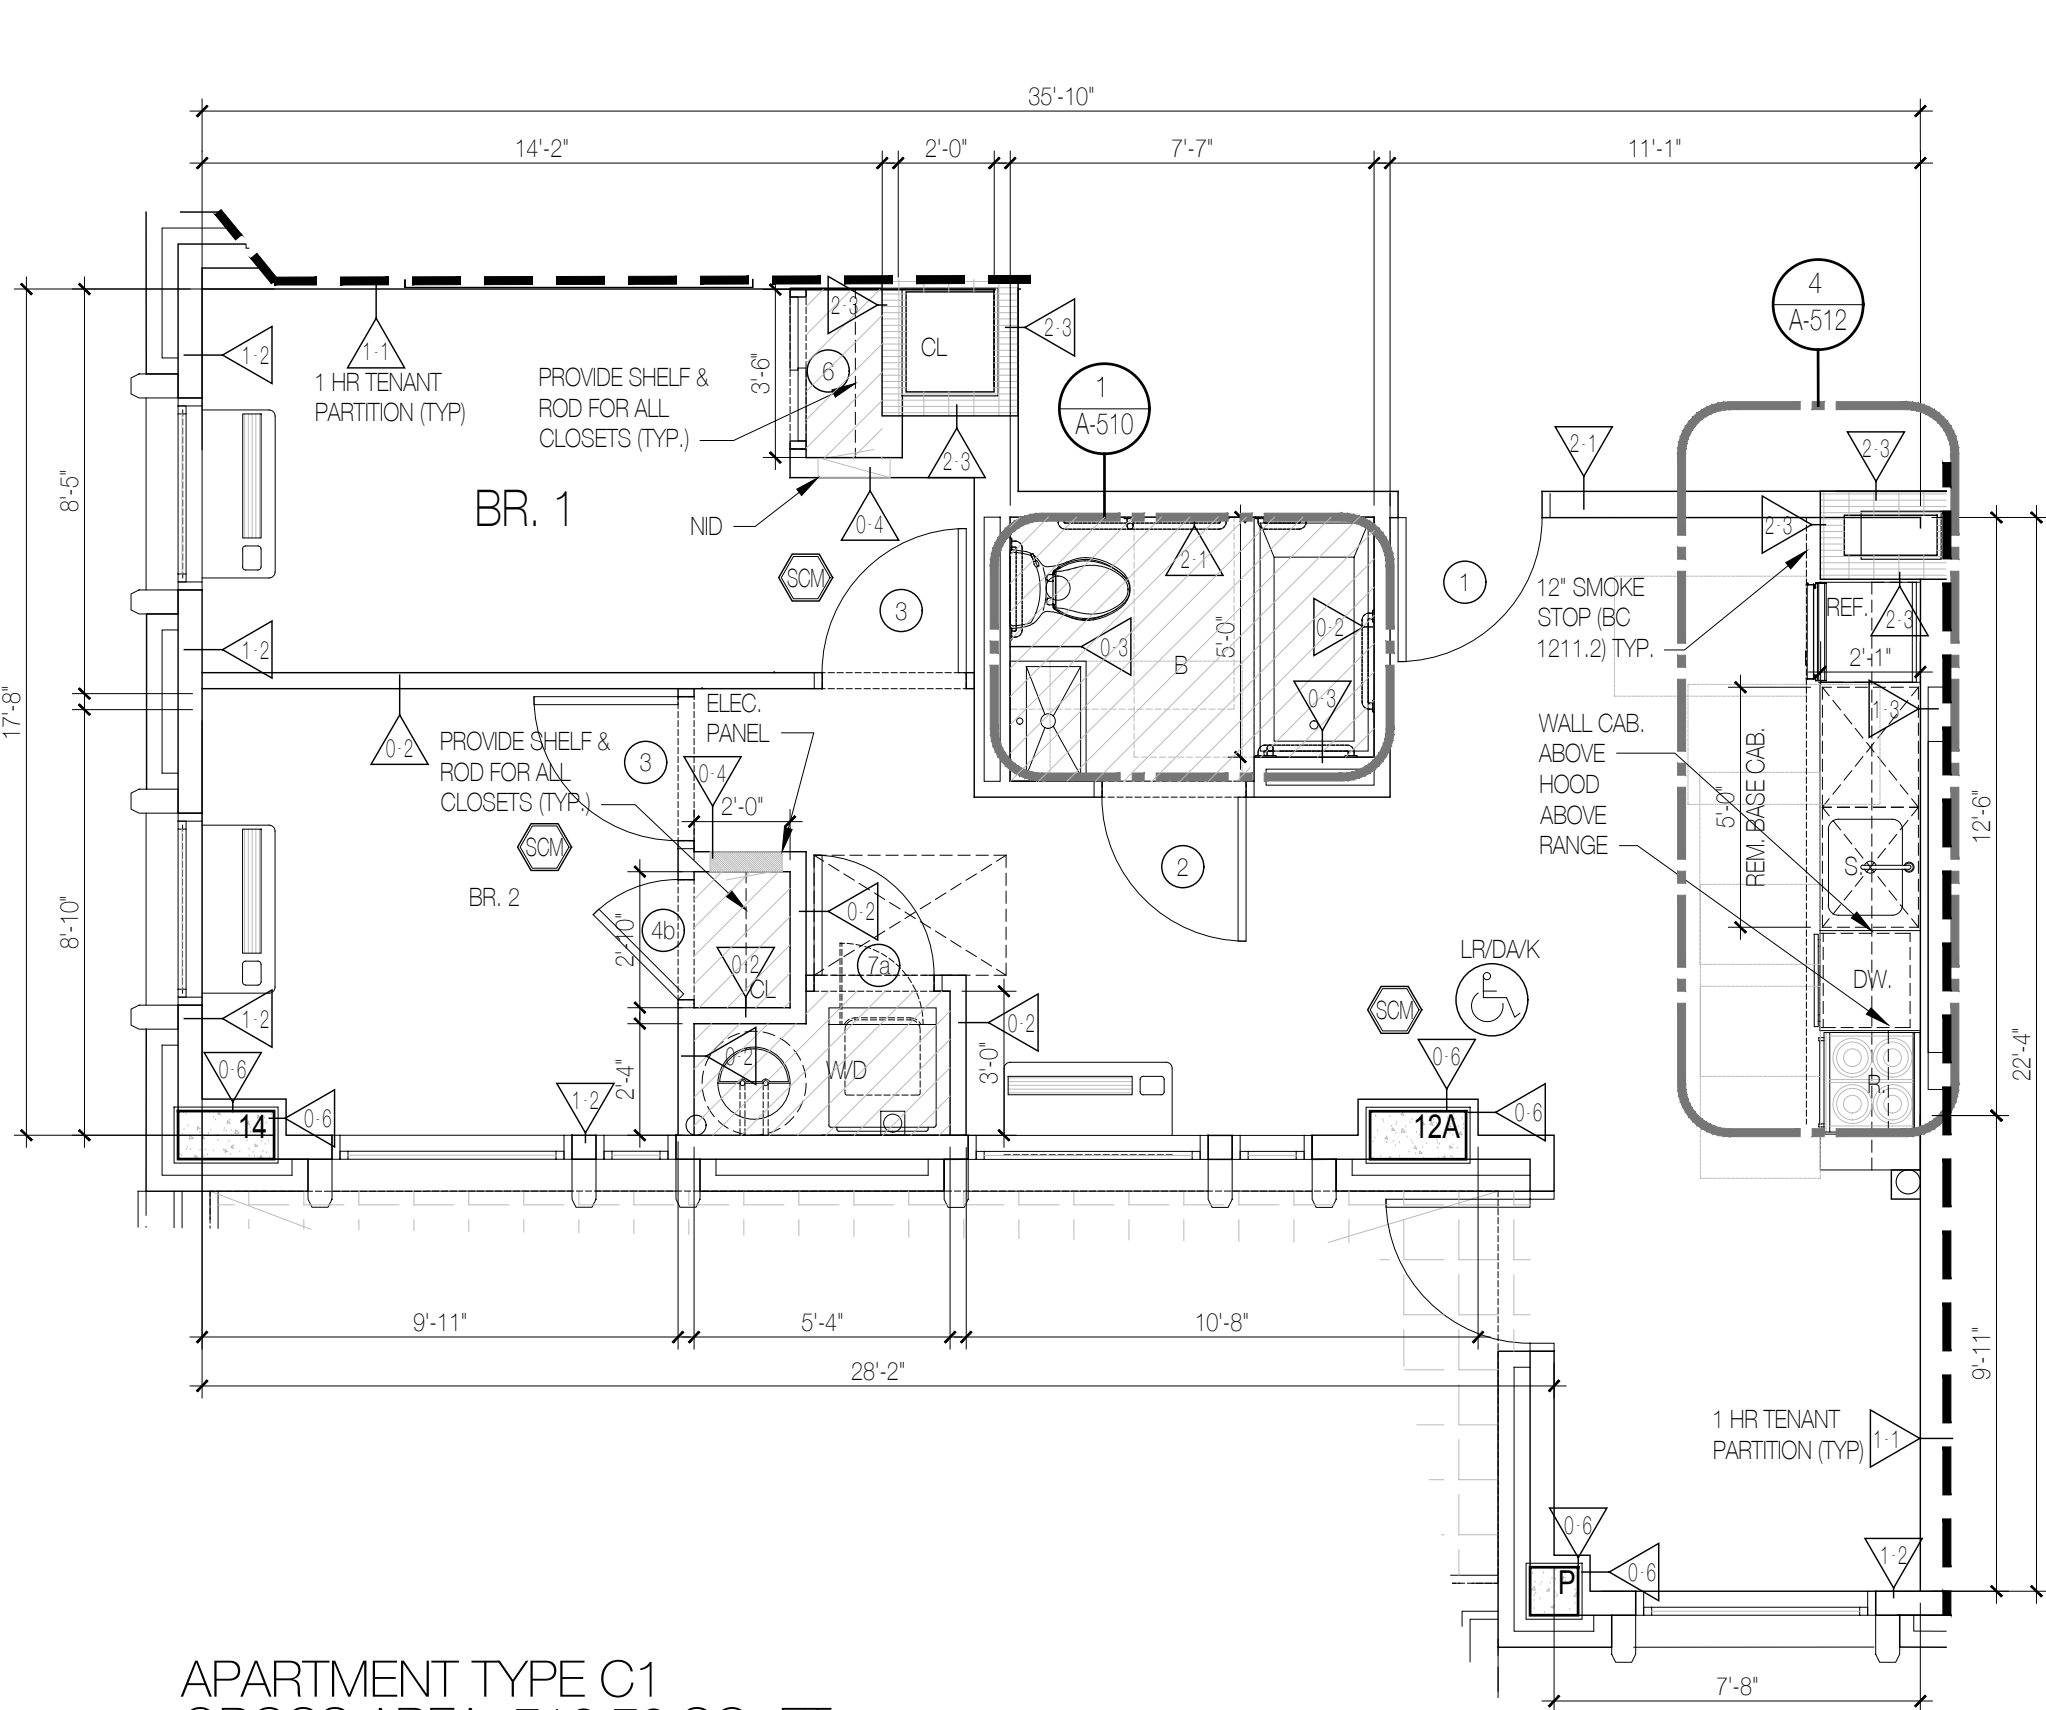 35'-10"
14'-2"
2'-0"
7'-7"
11'-1"
4
A-512
2-3
CL
2-3
1-2
1-1
1 HR TENANT
PARTITION (TYP)
PROVIDE SHELF &
ROD FOR ALL
CLOSETS (TYP.)
3'-6"
6
1
A-510
2-3
2-1
2-3
8'-5"
BR. 1
NID
0-4
2-3
SCM
3
2-1
1
12" SMOKE
STOP (BC
1211.2) TYP.
REF.
2-3
0-2
5'-0"
0-3
B
1-2
2'-1"
17'-8"
0-3
1-3
ELEC.
PANEL
0-2
PROVIDE SHELF &
ROD FOR ALL
CLOSETS (TYP.)
3
0-4
2'-0"
WALL CAB.
ABOVE
HOOD
ABOVE
RANGE
5'-0"
REM. BASE CAB.
12'-6"
SCM
2
S.
8'-10"
BR. 2
4b
2'-10"
0-2
0-2
CL
7a
LR/DA/K
DW.
SCM
1-2
0-2
0-2
22'-4"
0-6
2'-4"
W/D
3'-0"
0-6
R.
14
0-6
1-2
12A
0-6
9'-11"
5'-4"
10'-8"
28'-2"
9'-11"
1 HR TENANT
PARTITION (TYP)
1-1
0-6
P
0-6
1-2
APARTMENT TYPE C1
7'-8"